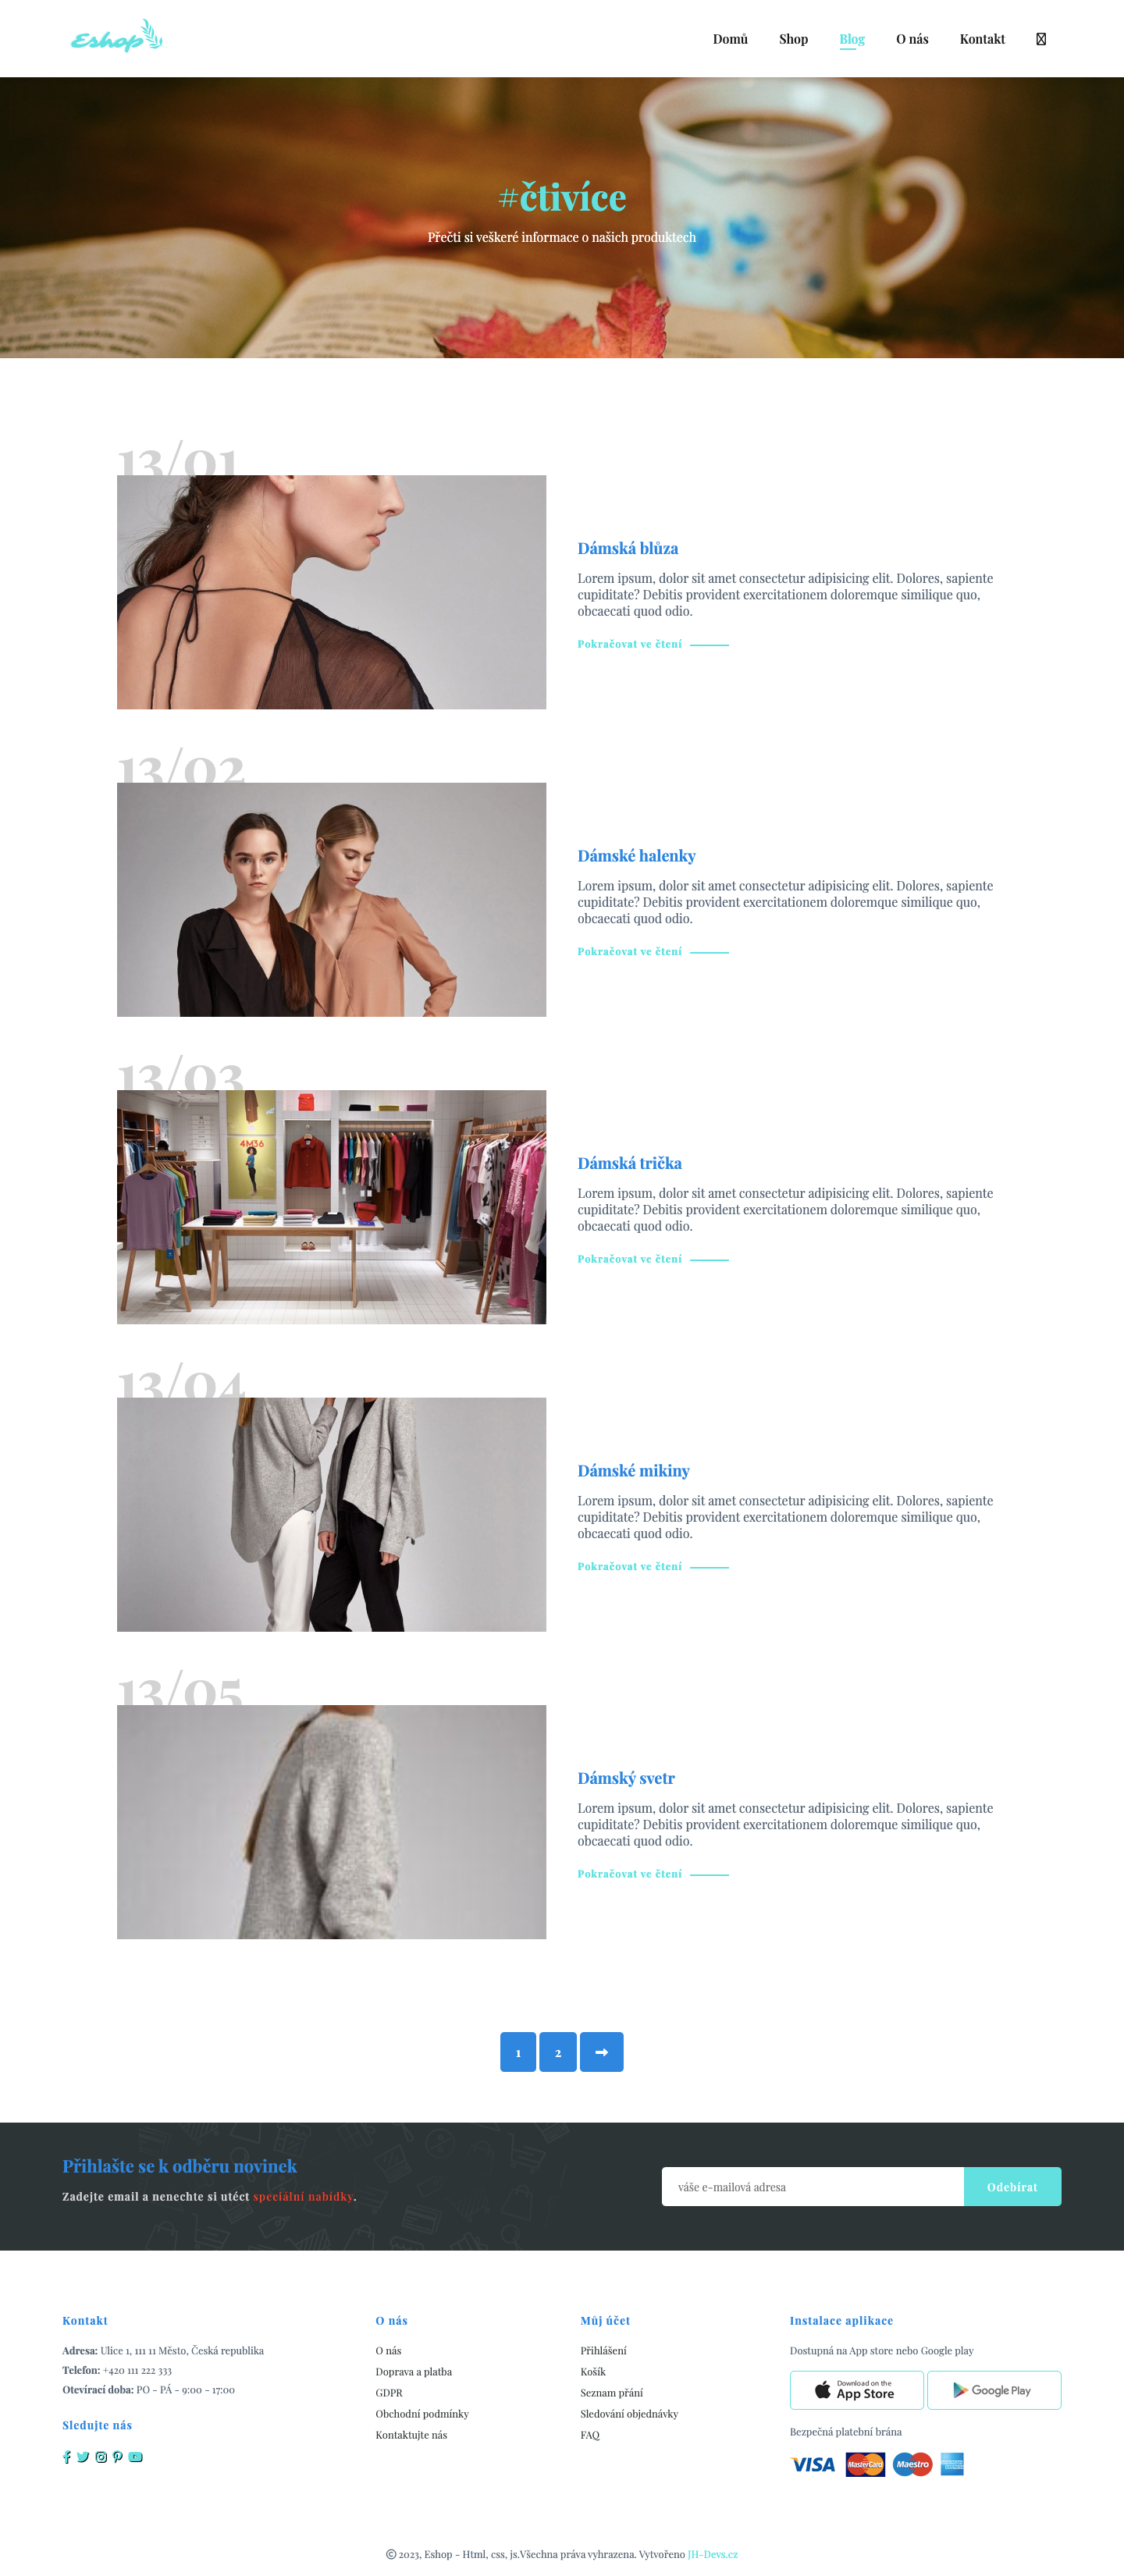 Eshop
Domů
Shop
Blog
O nás
Kontakt
#čtivíce
Přečti si veškeré informace o našich produktech
13/01
Dámská blůza
Lorem ipsum, dolor sit amet consectetur adipisicing elit. Dolores, sapiente
cupiditate? Debitis provident exercitationem doloremque similique quo,
obcaecati quod odio.
Pokračovat ve čtení
13/02
Dámské halenky
Lorem ipsum, dolor sit amet consectetur adipisicing elit. Dolores, sapiente
cupiditate? Debitis provident exercitationem doloremque similique quo,
obcaecati quod odio.
Pokračovat ve čtení
13/03
4M36
Dámská trička
Lorem ipsum, dolor sit amet consectetur adipisicing elit. Dolores, sapiente
cupiditate? Debitis provident exercitationem doloremque similique quo,
obcaecati quod odio.
Pokračovat ve čtení
13/04
Dámské mikiny
Lorem ipsum, dolor sit amet consectetur adipisicing elit. Dolores, sapiente
cupiditate? Debitis provident exercitationem doloremque similique quo,
obcaecati quod odio.
Pokračovat ve čtení
13/05
Dámský svetr
Lorem ipsum, dolor sit amet consectetur adipisicing elit. Dolores, sapiente
cupiditate? Debitis provident exercitationem doloremque similique quo,
obcaecati quod odio.
Pokračovat ve čtení
1
2
Přihlašte se k odběru novinek
Zadejte email a nenechte si utéct speciální nabídky.
váše e-mailová adresa
Odebírat
Kontakt
Adresa: Ulice 1, 111 11 Město, Česká republika
Telefon: +420 111 222 333
Otevírací doba: PO - PÁ - 9:00 - 17:00
Sledujte nás
O nás
O nás
Doprava a platba
GDPR
Obchodní podmínky
Kontaktujte nás
Můj účet
Přihlášení
Košík
Seznam přání
Sledování objednávky
FAQ
Instalace aplikace
Dostupná na App store nebo Google play
Download on the
App Store
Google Play
Bezpečná platební brána
VISA
MasterCard
Maestro
© 2023, Eshop - Html, css, js.Všechna práva vyhrazena. Vytvořeno JH-Devs.cz